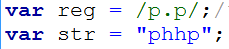 var reg = /p.p/;//
var str = "phhp";